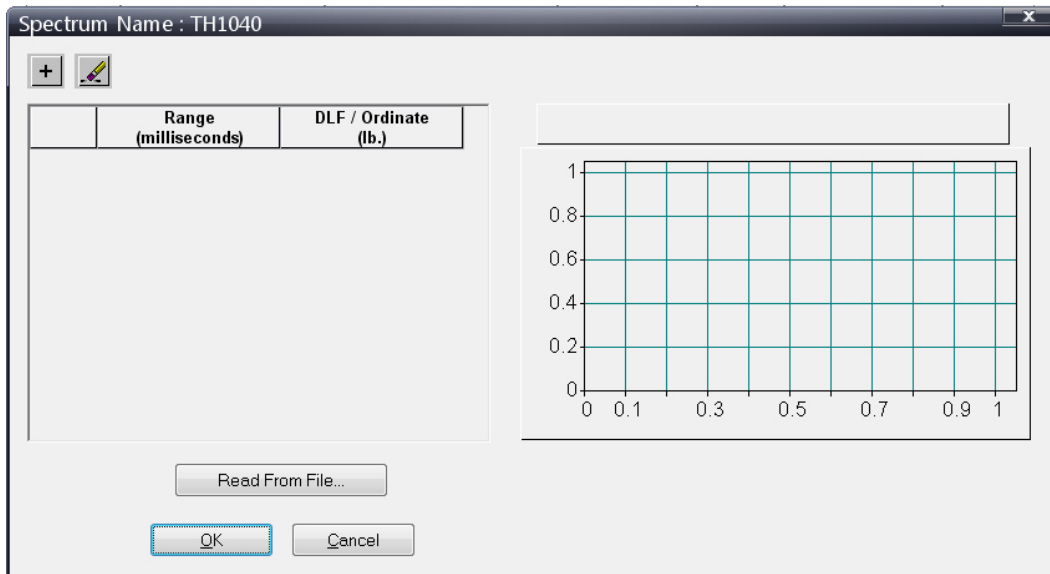 Spectrum Name : TH1040
x
+
Range
(milliseconds)
DLF / Ordinate
(lb.)
1
0.8
0.6
0.4
0.2
0
0 0.1 0.3 0.5 0.7 0.9 1
Read From File...
OK
Cancel